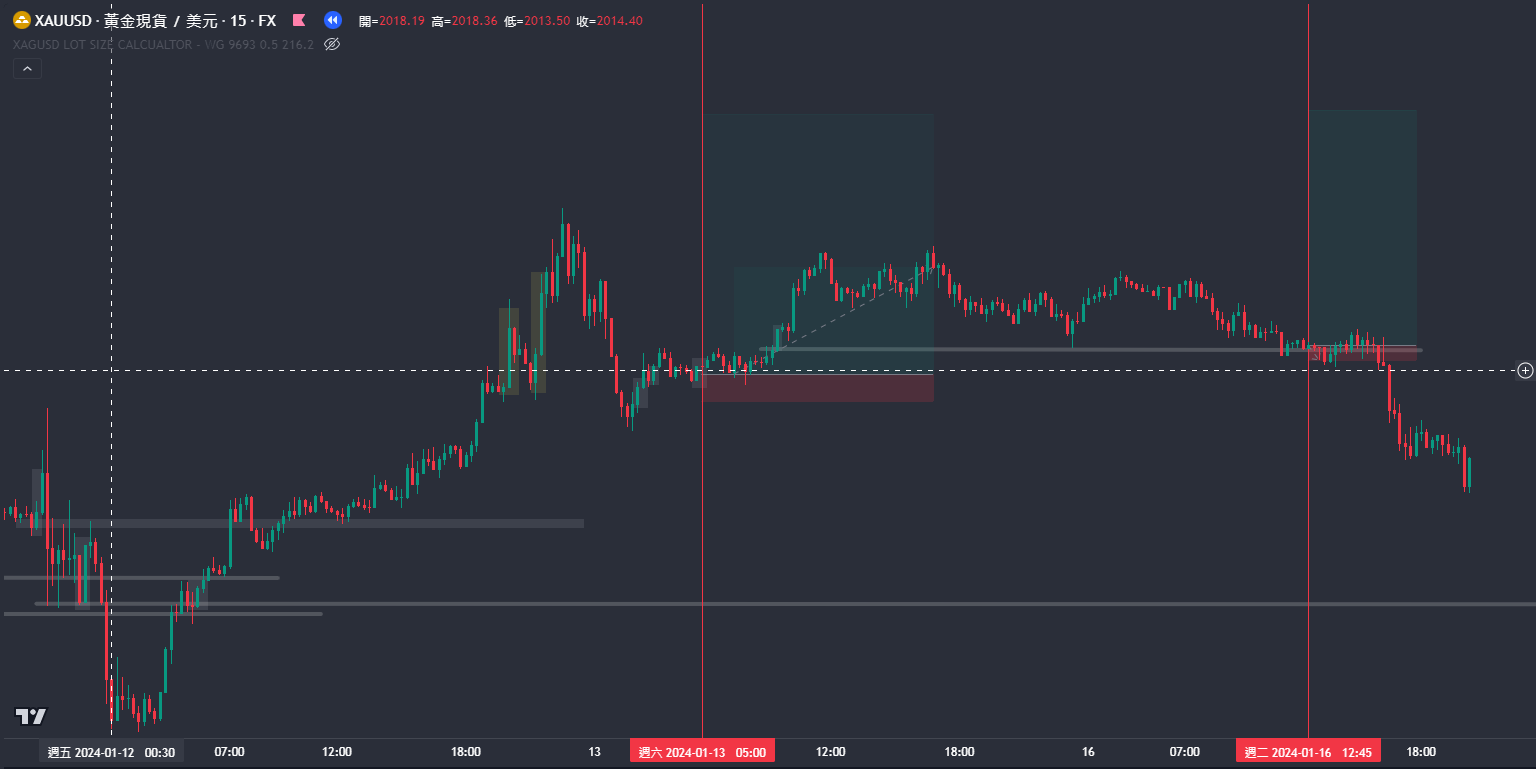 XAUUSD · 黃金現貨 / 美元 · 15 · FX 開=2018.19 高=2018.36 低=2013.50 收=2014.40
XAGUSD LOT SIZE CALCUALTOR - WG 9693 0.5 216.2
週五 2024-01-12 00:30 07:00 12:00 18:00 13 週六 2024-01-13 05:00 12:00 18:00 16 07:00 週二 2024-01-16 12:45 18:00